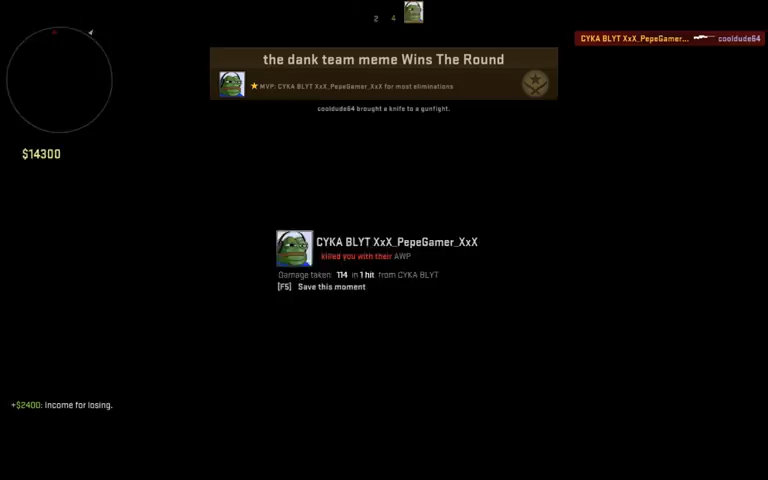 2 4
CYKA BLYT XxX_PepeGamer... cooldude64
the dank team meme Wins The Round
MVP: CYKA BLYT XxX_PepeGamer_XxX for most eliminations
cooldude64 brought a knife to a gunfight.
$14300
CYKA BLYT XxX_PepeGamer_XxX
killed you with their AWP
Damage taken: 114 in 1 hit from CYKA BLYT
[F5] Save this moment
+$2400: Income for losing.